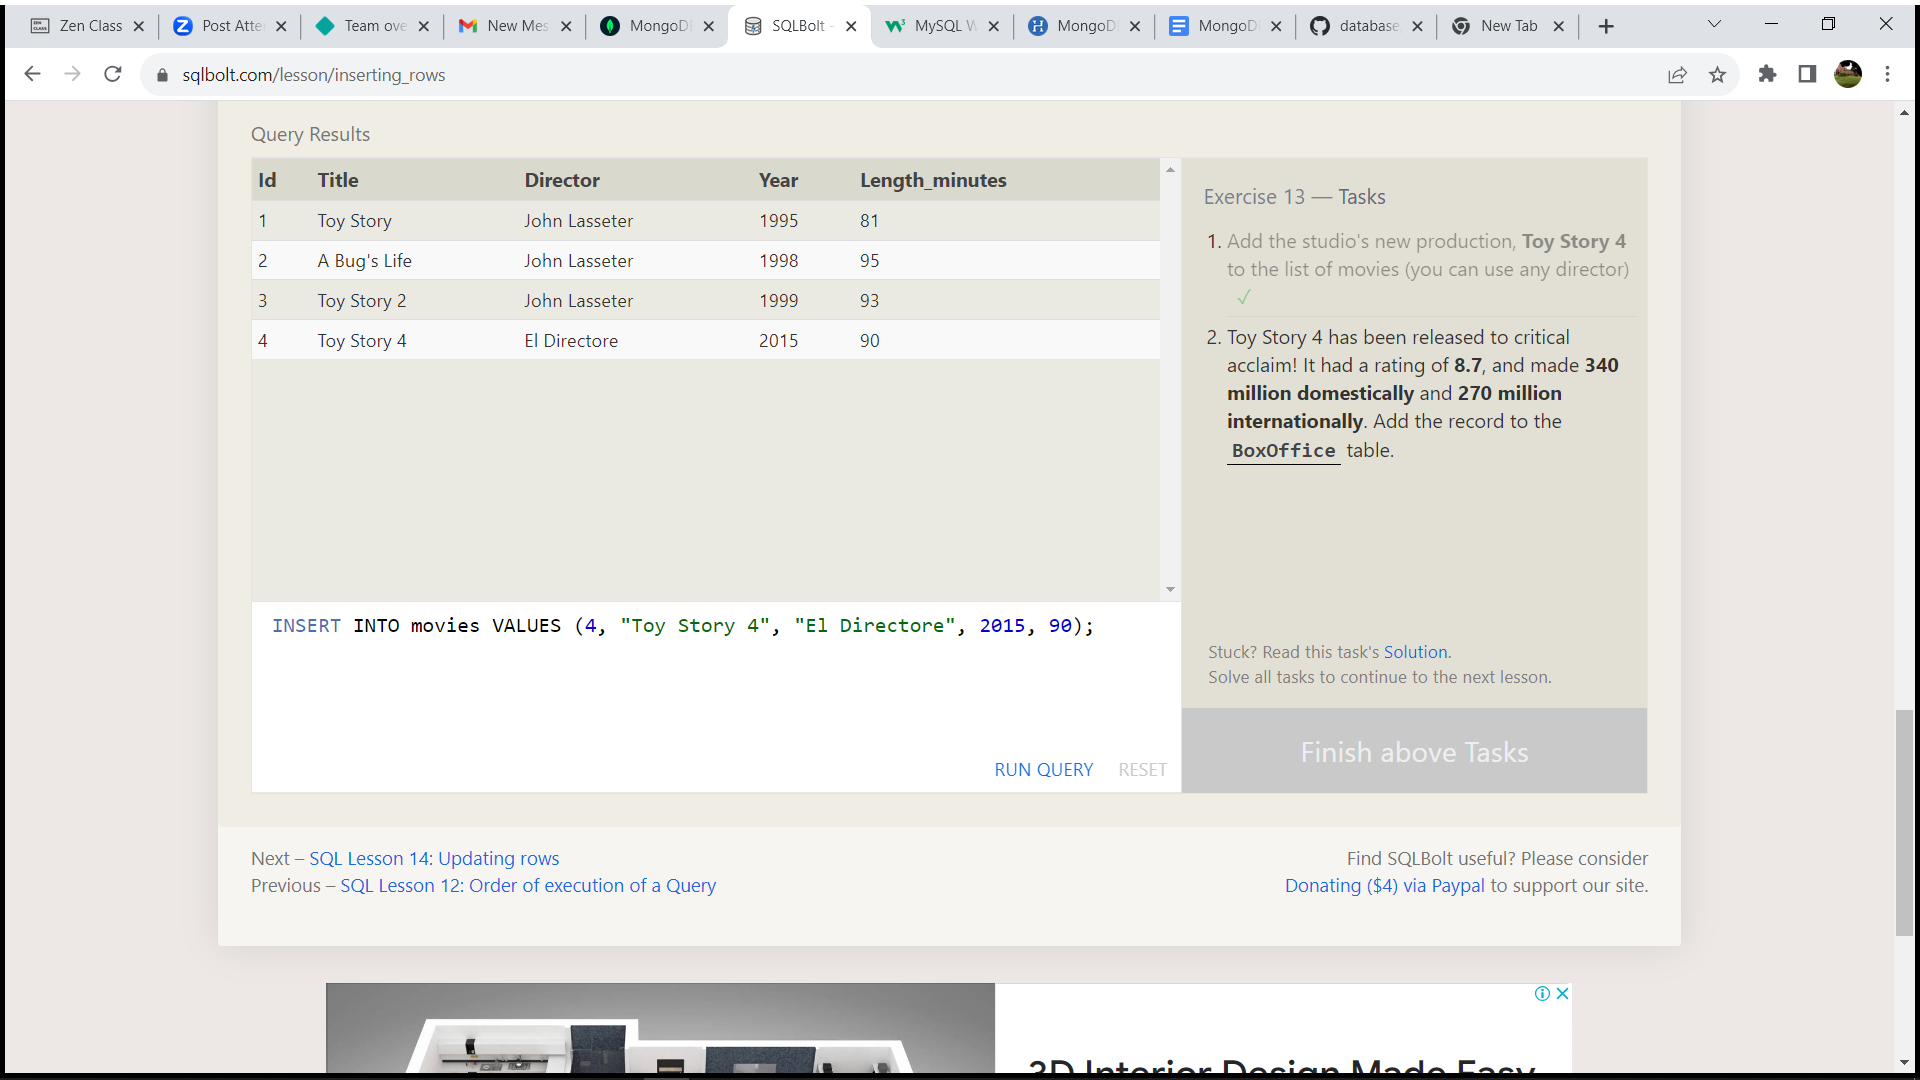 Zen Class
Post Atte
Team ove
New Mes
MongoD
SQLBolt -
MySQL W
MongoD
MongoD
database
New Tab
sqlbolt.com/lesson/inserting_rows
Query Results
Id Title Director Year Length_minutes
1 Toy Story John Lasseter 1995 81
2 A Bug's Life John Lasseter 1998 95
3 Toy Story 2 John Lasseter 1999 93
4 Toy Story 4 El Directore 2015 90
INSERT INTO movies VALUES (4, "Toy Story 4", "El Directore", 2015, 90);
RUN QUERY RESET
Exercise 13 — Tasks
1. Add the studio's new production, Toy Story 4
to the list of movies (you can use any director)
✓
2. Toy Story 4 has been released to critical
acclaim! It had a rating of 8.7, and made 340
million domestically and 270 million
internationally. Add the record to the
BoxOffice table.
Stuck? Read this task's Solution.
Solve all tasks to continue to the next lesson.
Finish above Tasks
Next – SQL Lesson 14: Updating rows
Previous – SQL Lesson 12: Order of execution of a Query
Find SQLBolt useful? Please consider
Donating ($4) via Paypal to support our site.
3D Interior Design Made Easy